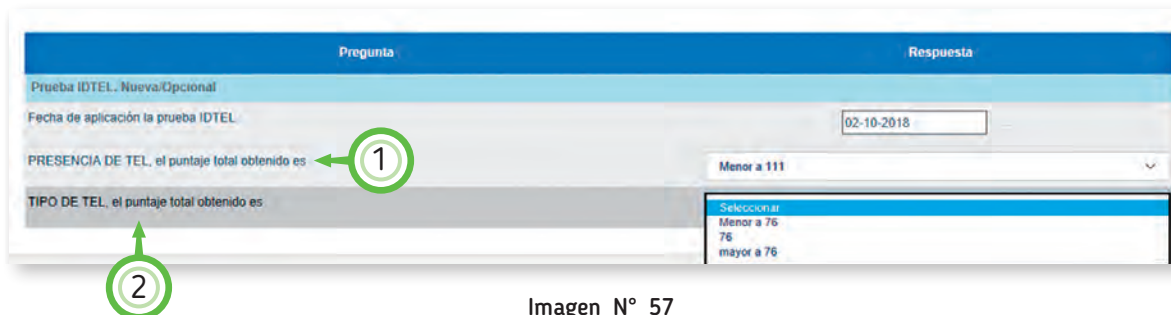 Pregunta Respuesta
Prueba IDTEL. Nueva/Opcional
Fecha de aplicación la prueba IDTEL 02-10-2018
PRESENCIA DE TEL, el puntaje total obtenido es 1 Menor a 111
TIPO DE TEL, el puntaje total obtenido es Seleccionar
Menor a 76
76
mayor a 76
2
Imagen N° 57